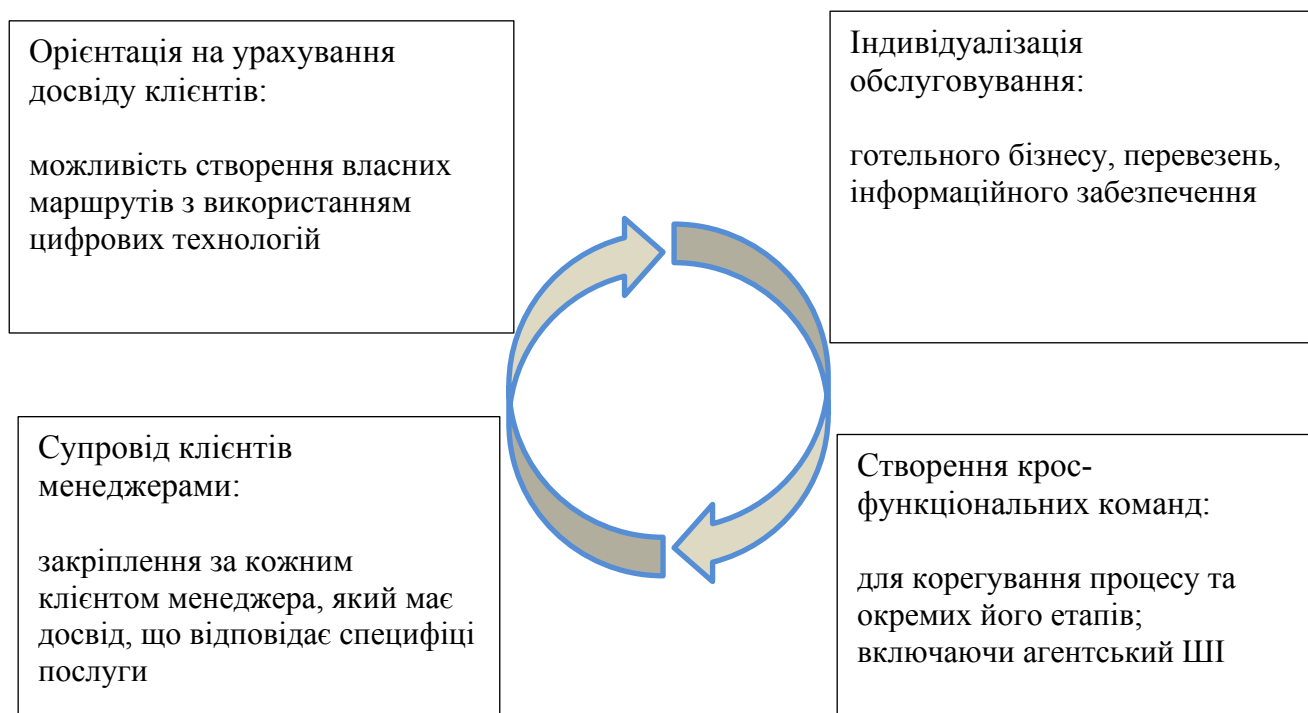 Орієнтація на урахування
досвіду клієнтів:
можливість створення власних
маршрутів з використанням
цифрових технологій
Індивідуалізація
обслуговування:
готельного бізнесу, перевезень,
інформаційного забезпечення
Супровід клієнтів
менеджерами:
закріплення за кожним
клієнтом менеджера, який має
досвід, що відповідає специфіці
послуги
Створення крос-
функціональних команд:
для корегування процесу та
окремих його етапів;
включаючи агентський ШІ